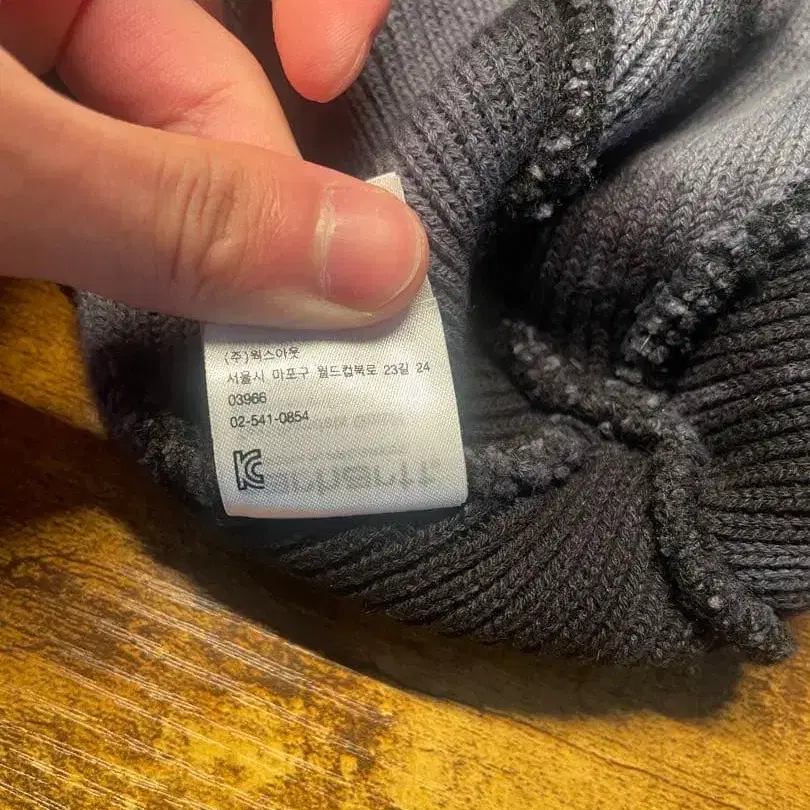 (주)웍스아웃
서울시 마포구 월드컵북로 23길 24
03966
02-541-0854